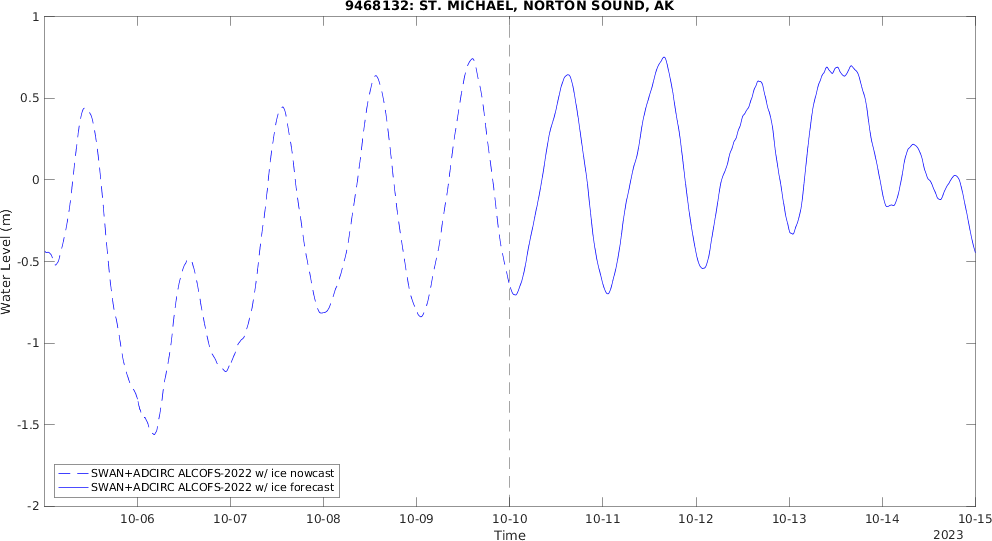 9468132: ST. MICHAEL, NORTON SOUND, AK
1
0.5
0
-0.5
-1
-1.5
-2
Water Level (m)
SWAN+ADCIRC ALCOFS-2022 w/ ice nowcast
SWAN+ADCIRC ALCOFS-2022 w/ ice forecast
10-06 10-07 10-08 10-09 10-10 10-11 10-12 10-13 10-14 10-15
Time
2023